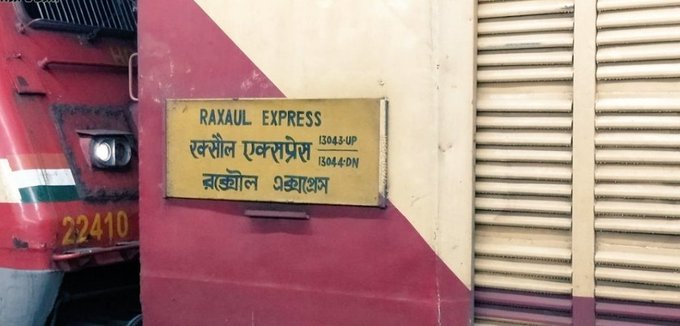 RAXAUL EXPRESS
रक्सौल एक्सप्रेस 13043-UP
13044-DN
রক্সৌল এক্সপ্রেস
22410